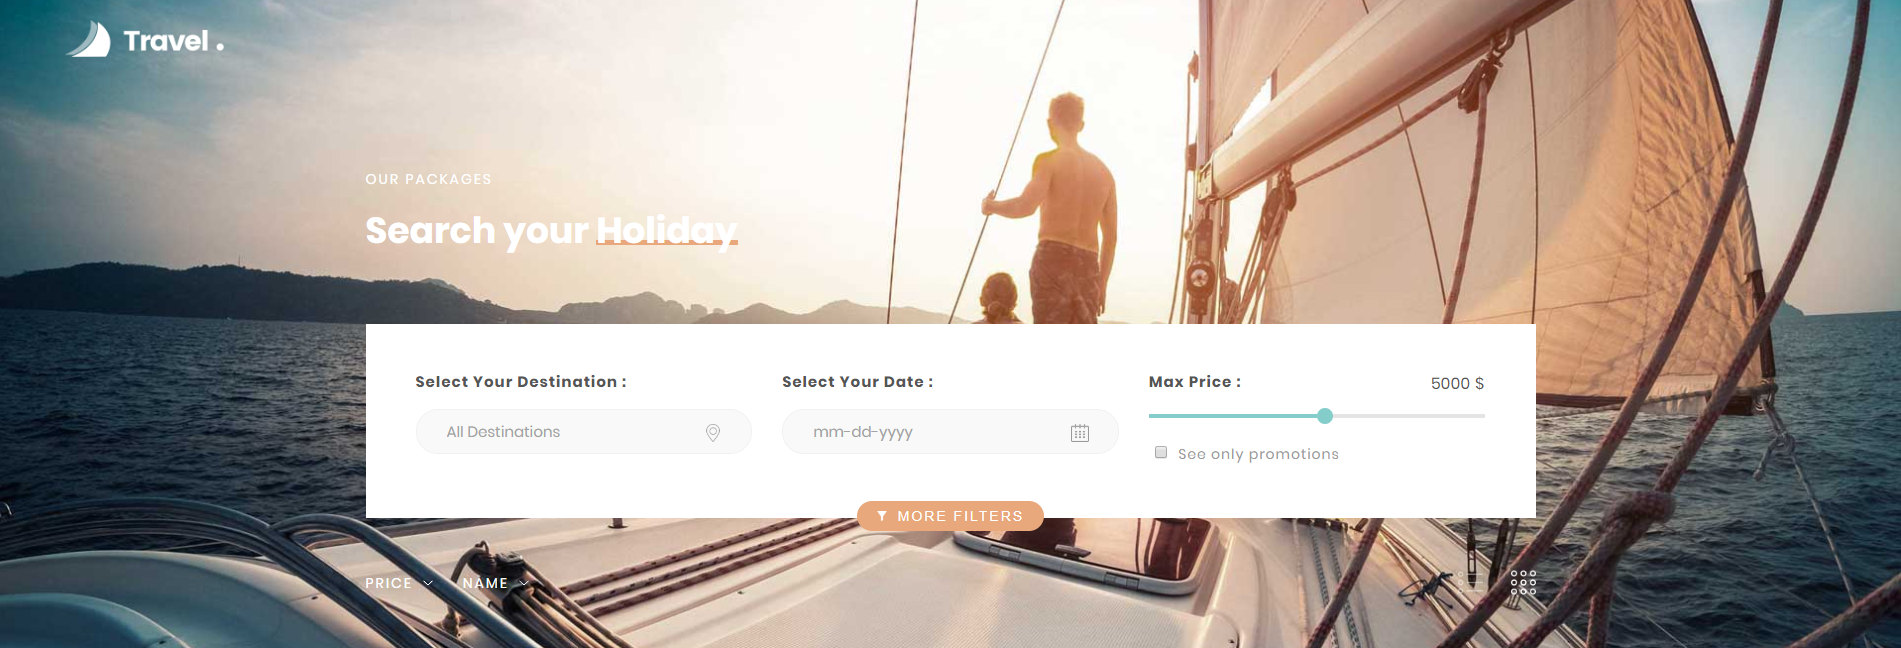 Travel .
OUR PACKAGES
Search your Holiday
Select Your Destination :
All Destinations
Select Your Date :
mm-dd-yyyy
Max Price :
5000 $
See only promotions
MORE FILTERS
PRICE
NAME